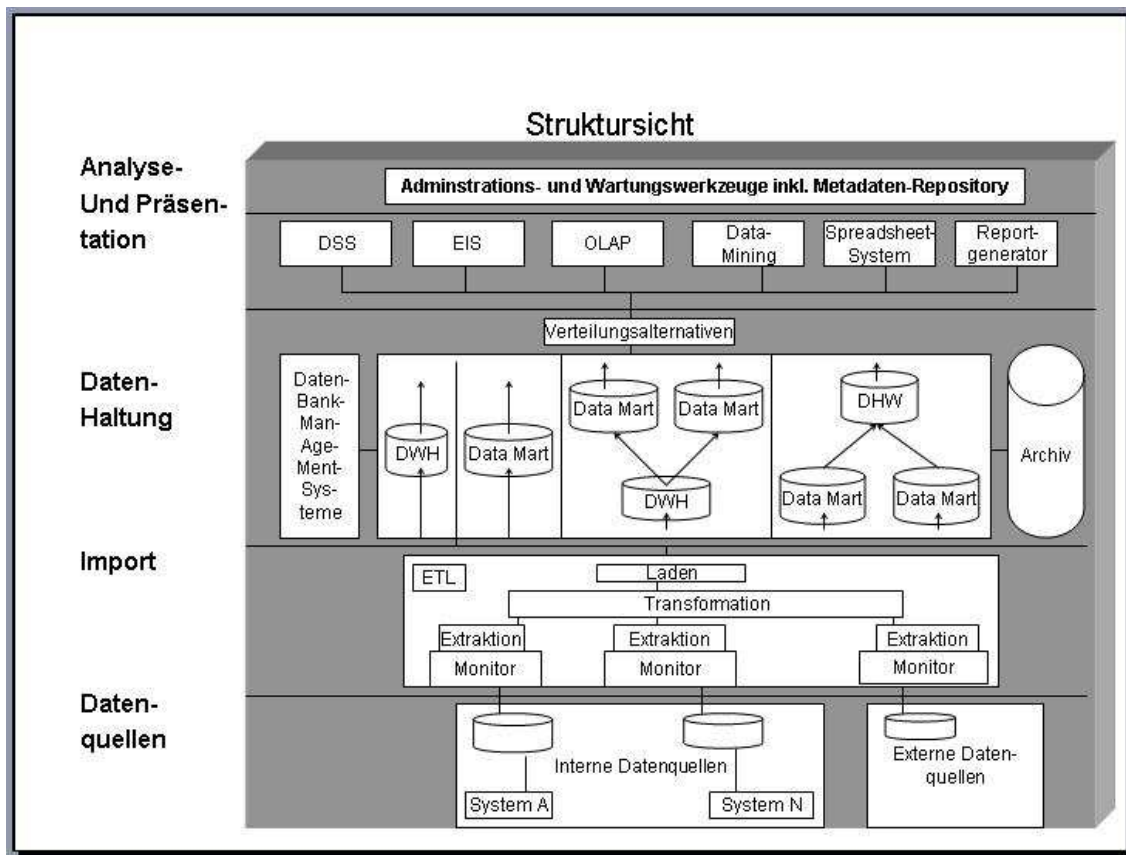 Struktursicht
Analyse-
Und Präsen-
tation
Adminstrations- und Wartungswerkzeuge inkl. Metadaten-Repository
DSS
EIS
OLAP
Data-
Mining
Spreadsheet-
System
Report-
generator
Daten-
Haltung
Verteilungsalternativen
Daten-
Bank-
Man-
Age-
Ment-
Sys-
teme
DWH
Data Mart
Data Mart
Data Mart
DWH
DHW
Data Mart
Data Mart
Archiv
Import
ETL
Laden
Transformation
Extraktion
Monitor
Extraktion
Monitor
Extraktion
Monitor
Daten-
quellen
Interne Datenquellen
System A
System N
Externe Daten-
quellen